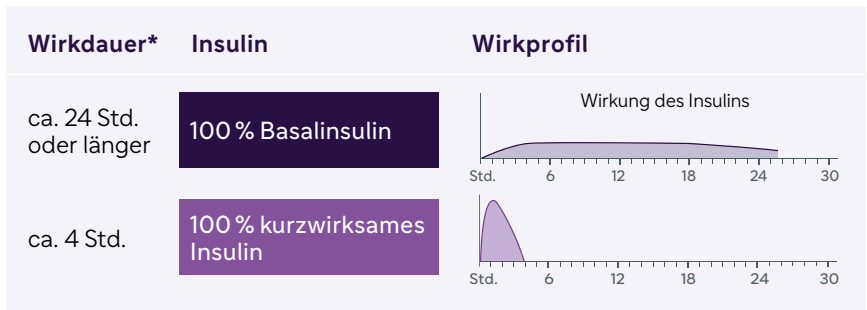 Wirkdauer* Insulin Wirkprofil
ca. 24 Std.
oder länger
100 % Basalinsulin
Wirkung des Insulins
Std. 6 12 18 24 30
ca. 4 Std.
100 % kurzwirksames
Insulin
Std. 6 12 18 24 30